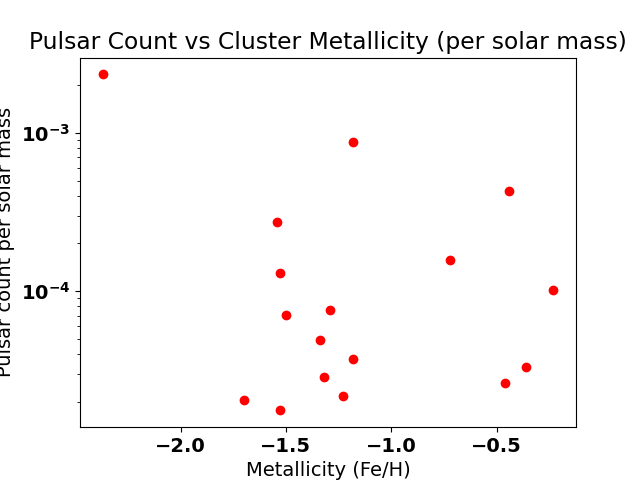 Pulsar Count vs Cluster Metallicity (per solar mass)
Pulsar count per solar mass
10⁻³
10⁻⁴
−2.0 −1.5 −1.0 −0.5
Metallicity (Fe/H)